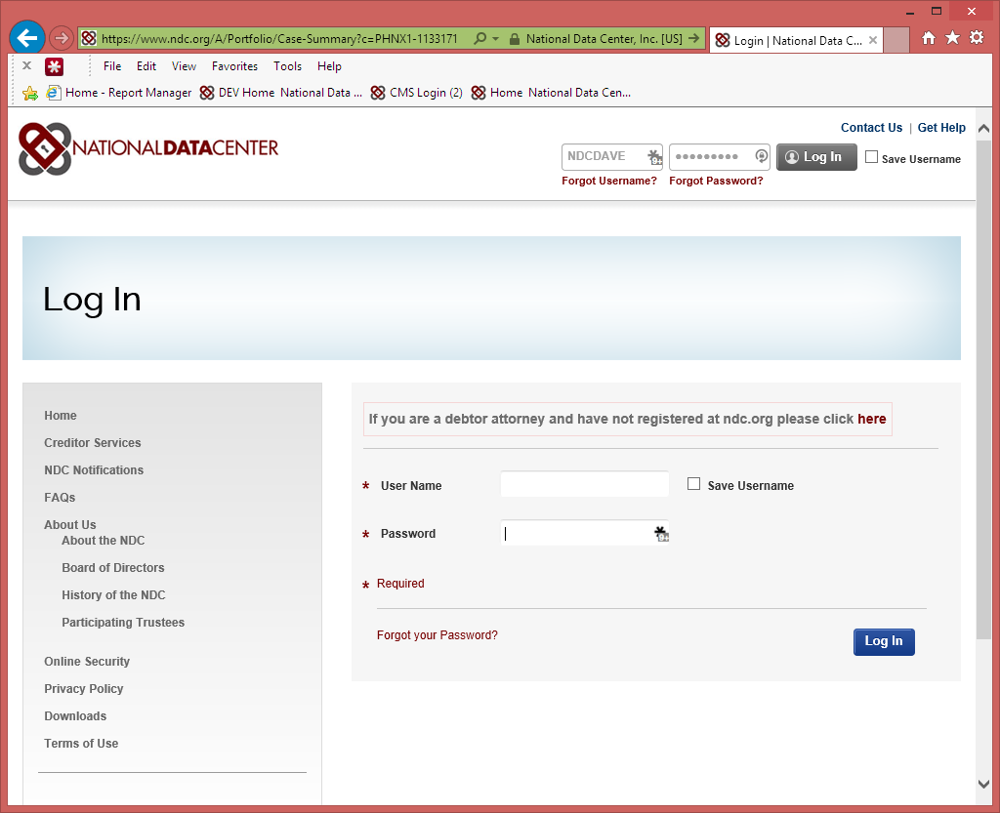 https://www.ndc.org/A/Portfolio/Case-Summary?c=PHNX1-1133171
National Data Center, Inc. [US]
Login | National Data C...
File Edit View Favorites Tools Help
Home - Report Manager DEV Home National Data ... CMS Login (2) Home National Data Cen...
Contact Us | Get Help
NATIONALDATACENTER
NDCDAVE
Log In
Save Username
Forgot Username? Forgot Password?
Log In
Home
Creditor Services
NDC Notifications
FAQs
About Us
About the NDC
Board of Directors
History of the NDC
Participating Trustees
Online Security
Privacy Policy
Downloads
Terms of Use
If you are a debtor attorney and have not registered at ndc.org please click here
* User Name
Save Username
* Password
* Required
Forgot your Password?
Log In